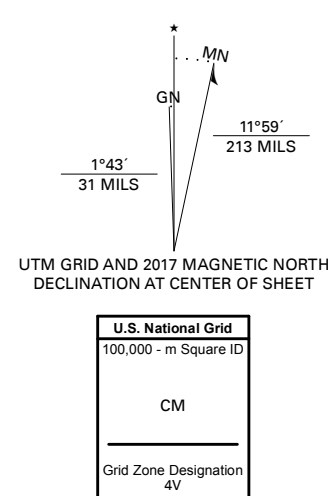 ★
MN
GN
11°59´
213 MILS
1°43´
31 MILS
UTM GRID AND 2017 MAGNETIC NORTH
DECLINATION AT CENTER OF SHEET
U.S. National Grid
100,000 - m Square ID
CM
Grid Zone Designation
4V